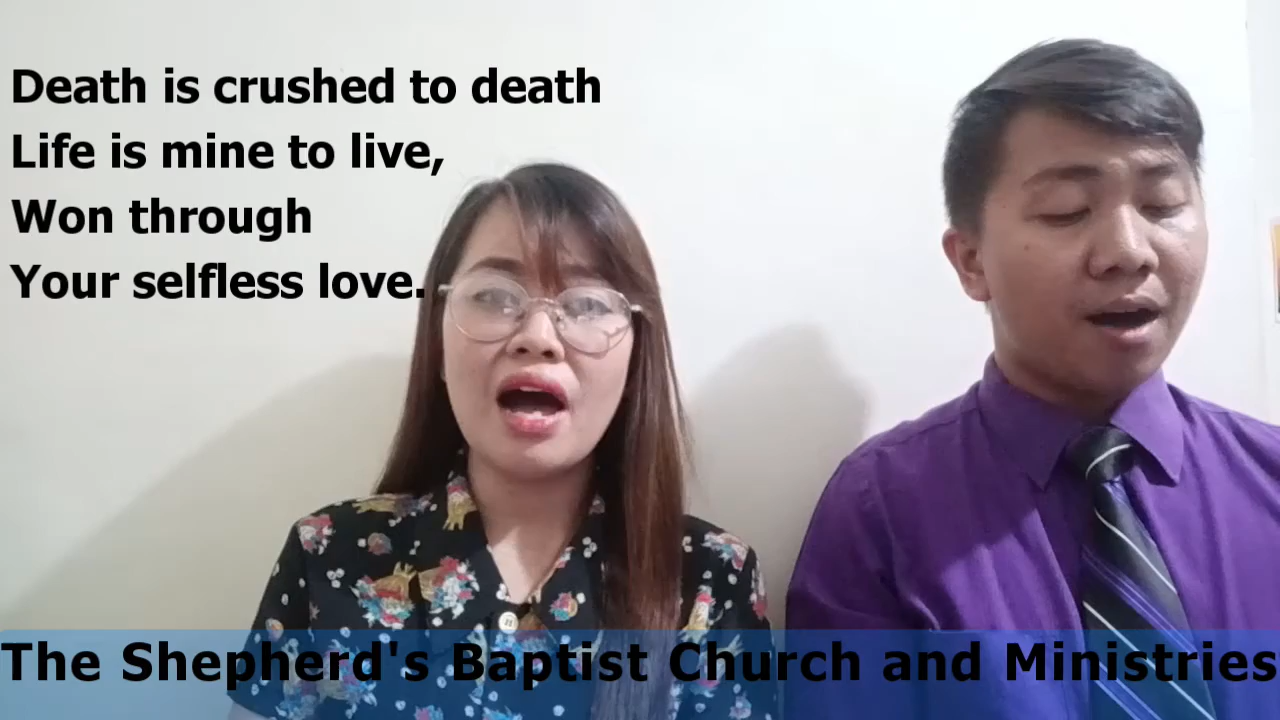 Death is crushed to death
Life is mine to live,
Won through
Your selfless love.
The Shepherd's Baptist Church and Ministries